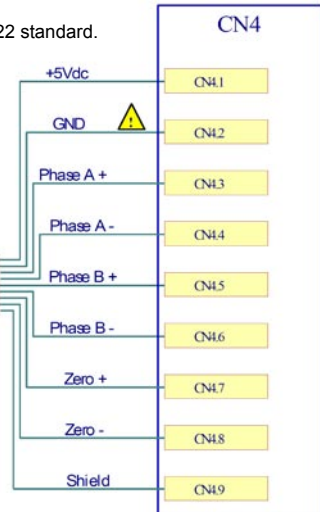 CN4
22 standard.
+5Vdc CN4.1
GND CN4.2
Phase A + CN4.3
Phase A - CN4.4
Phase B + CN4.5
Phase B - CN4.6
Zero + CN4.7
Zero - CN4.8
Shield CN4.9